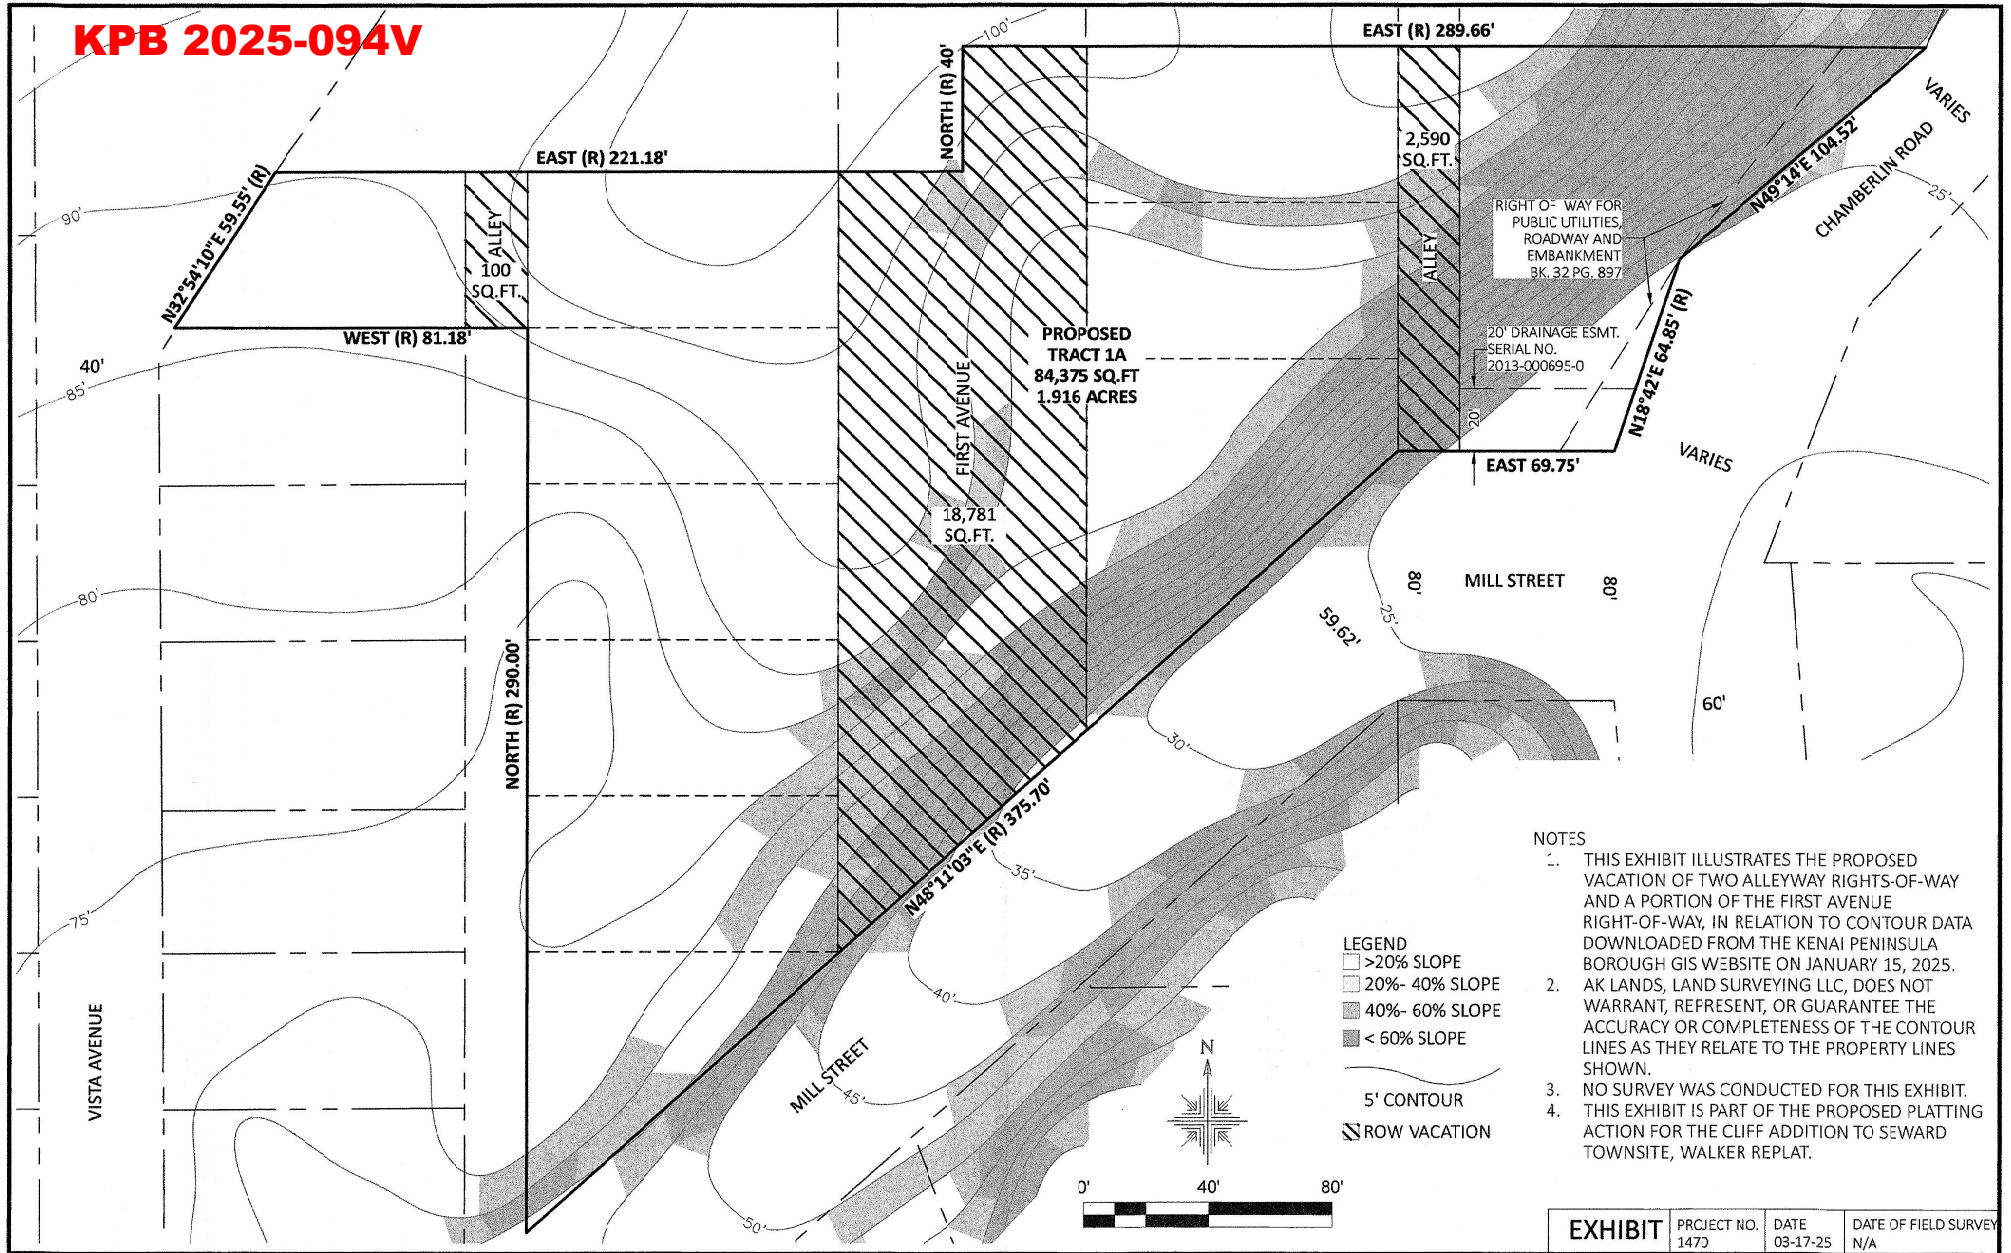 KPB 2025-094V
100'
EAST (R) 289.66'
NORTH (R) 40'
VARIES
CHAMBERLIN ROAD
25'
N49°14'E 104.52'
2,590
SQ.FT.
ALLEY
RIGHT OF WAY FOR
PUBLIC UTILITIES,
ROADWAY AND
EMBANKMENT
BK. 32 PG. 897
EAST (R) 221.18'
N32°54'10"E 59.55' (R)
90'
ALLEY
100
SQ.FT.
WEST (R) 81.18'
40'
85'
PROPOSED
TRACT 1A
84,375 SQ.FT
1.916 ACRES
FIRST AVENUE
18,781
SQ.FT.
20' DRAINAGE ESMT.
SERIAL NO.
2013-000695-0
20'
N18°42'E 64.85' (R)
EAST 69.75'
VARIES
MILL STREET
80'
80'
59.62'
25'
60'
80'
NORTH (R) 290.00'
30'
N48°11'03"E (R) 375.70'
35'
75'
40'
MILL STREET
45'
50'
VISTA AVENUE
LEGEND
>20% SLOPE
20%- 40% SLOPE
40%- 60% SLOPE
< 60% SLOPE
5' CONTOUR
ROW VACATION
N
0' 40' 80'
NOTES
1. THIS EXHIBIT ILLUSTRATES THE PROPOSED
VACATION OF TWO ALLEYWAY RIGHTS-OF-WAY
AND A PORTION OF THE FIRST AVENUE
RIGHT-OF-WAY, IN RELATION TO CONTOUR DATA
DOWNLOADED FROM THE KENAI PENINSULA
BOROUGH GIS WEBSITE ON JANUARY 15, 2025.
2. AK LANDS, LAND SURVEYING LLC, DOES NOT
WARRANT, REPRESENT, OR GUARANTEE THE
ACCURACY OR COMPLETENESS OF THE CONTOUR
LINES AS THEY RELATE TO THE PROPERTY LINES
SHOWN.
3. NO SURVEY WAS CONDUCTED FOR THIS EXHIBIT.
4. THIS EXHIBIT IS PART OF THE PROPOSED PLATTING
ACTION FOR THE CLIFF ADDITION TO SEWARD
TOWNSITE, WALKER REPLAT.
EXHIBIT
PROJECT NO.
1470
DATE
03-17-25
DATE OF FIELD SURVEY
N/A